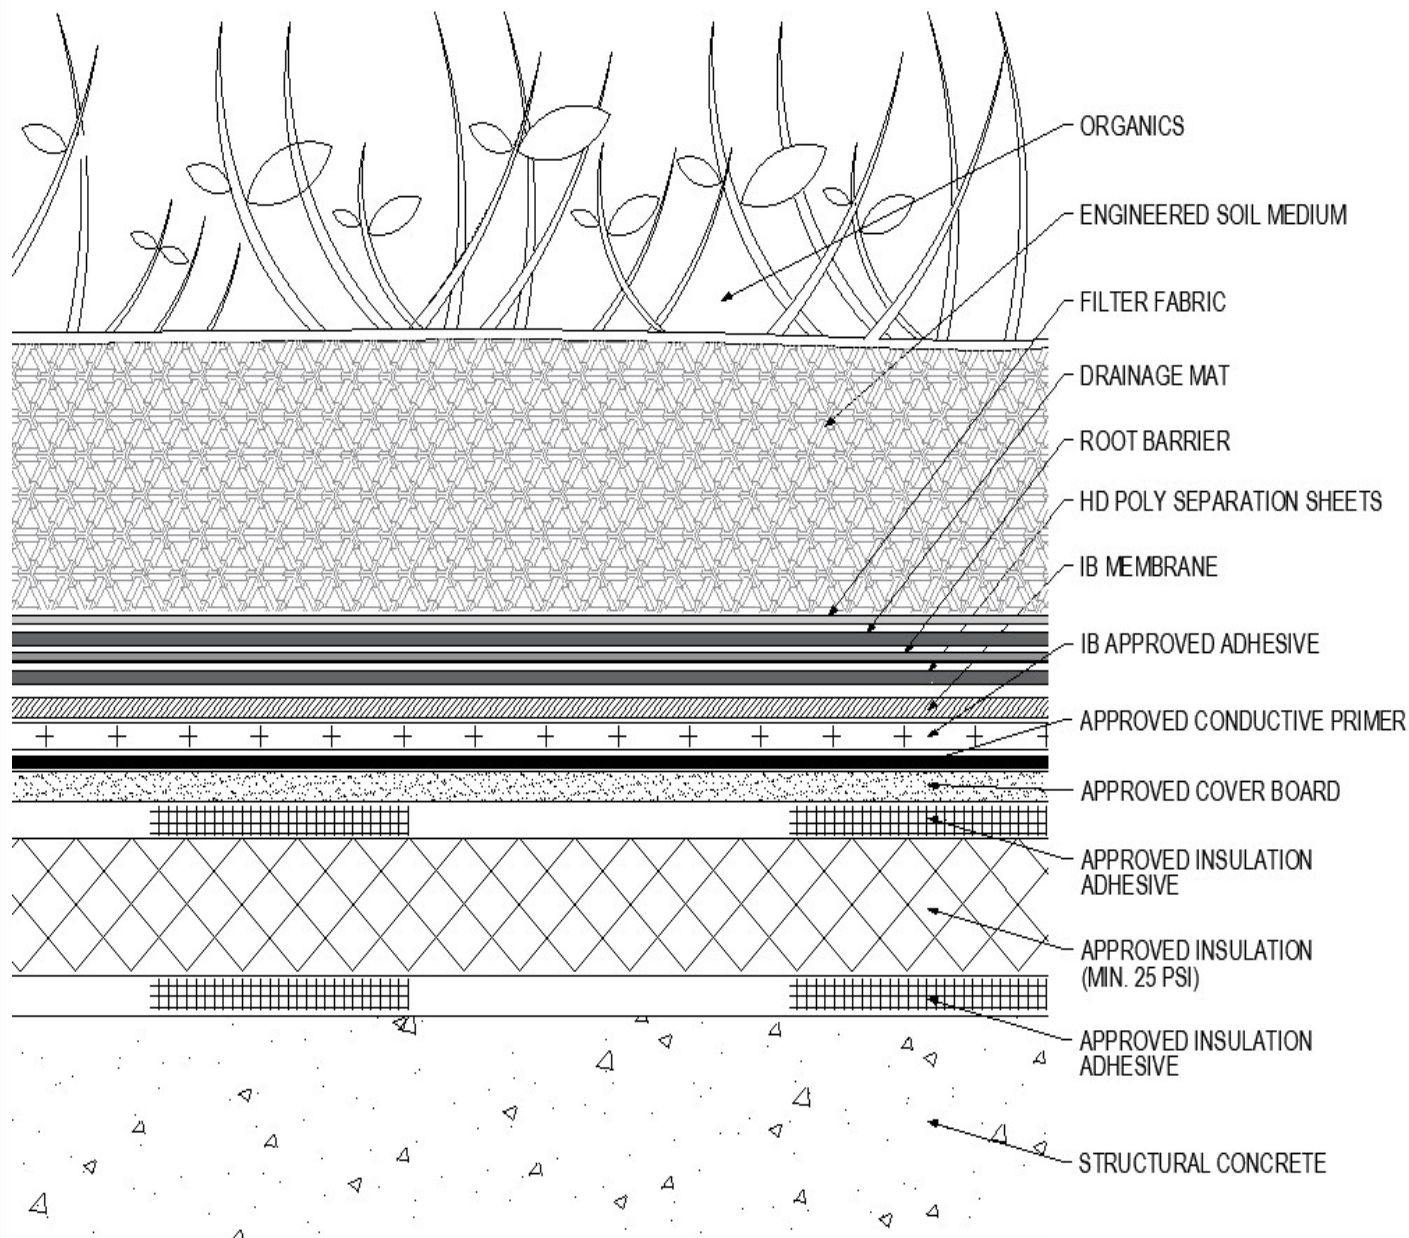 ORGANICS
ENGINEERED SOIL MEDIUM
FILTER FABRIC
DRAINAGE MAT
ROOT BARRIER
HD POLY SEPARATION SHEETS
IB MEMBRANE
IB APPROVED ADHESIVE
APPROVED CONDUCTIVE PRIMER
APPROVED COVER BOARD
APPROVED INSULATION
ADHESIVE
APPROVED INSULATION
(MIN. 25 PSI)
APPROVED INSULATION
ADHESIVE
STRUCTURAL CONCRETE